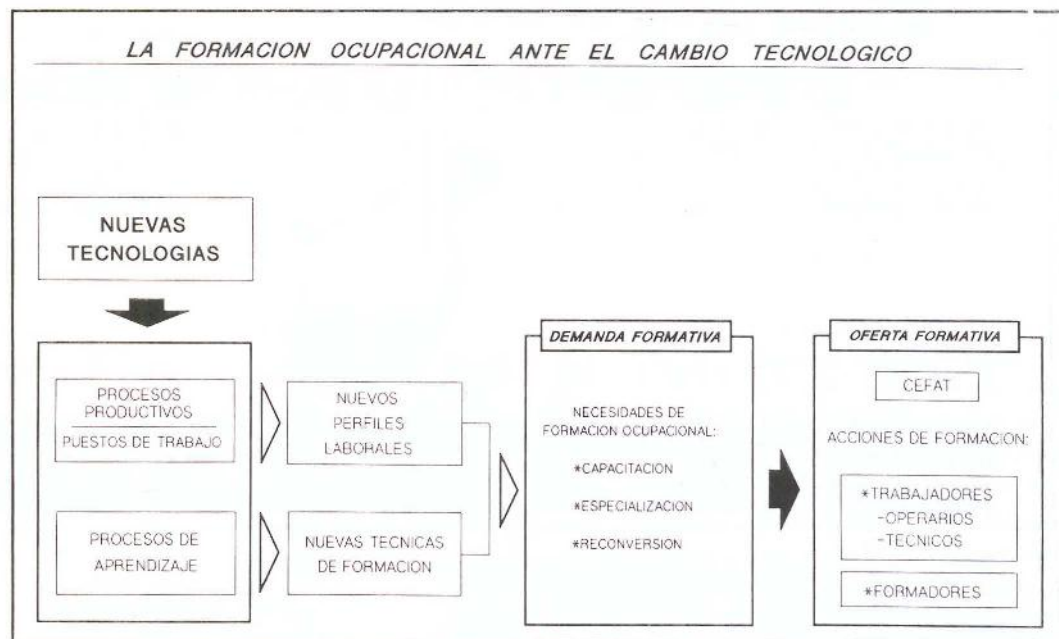 LA FORMACION OCUPACIONAL ANTE EL CAMBIO TECNOLOGICO
NUEVAS
TECNOLOGIAS
PROCESOS
PRODUCTIVOS
PUESTOS DE TRABAJO
PROCESOS DE
APRENDIZAJE
NUEVOS
PERFILES
LABORALES
NUEVAS TECNICAS
DE FORMACION
DEMANDA FORMATIVA
NECESIDADES DE
FORMACION OCUPACIONAL:
*CAPACITACION
*ESPECIALIZACION
*RECONVERSION
OFERTA FORMATIVA
CEFAT
ACCIONES DE FORMACION:
*TRABAJADORES
-OPERARIOS
-TECNICOS
*FORMADORES